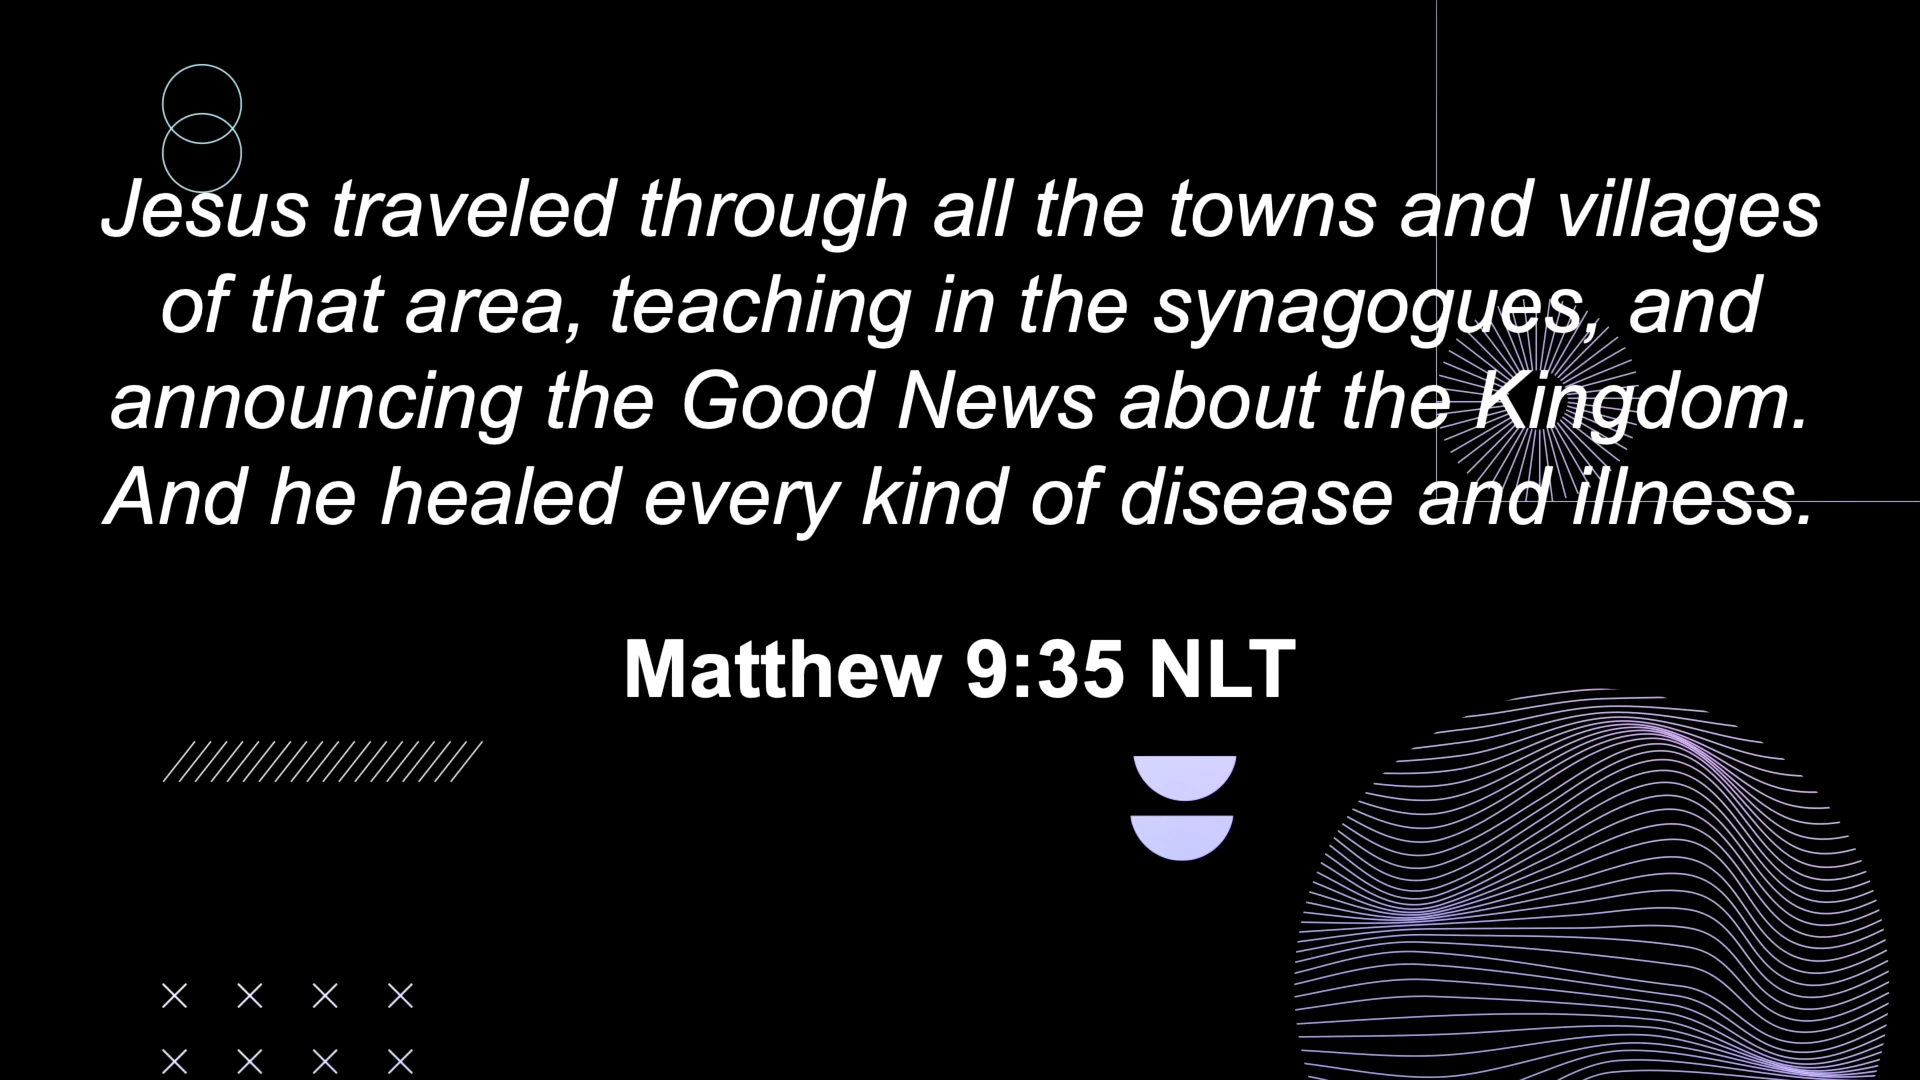 Jesus traveled through all the towns and villages
of that area, teaching in the synagogues, and
announcing the Good News about the Kingdom.
And he healed every kind of disease and illness.
Matthew 9:35 NLT